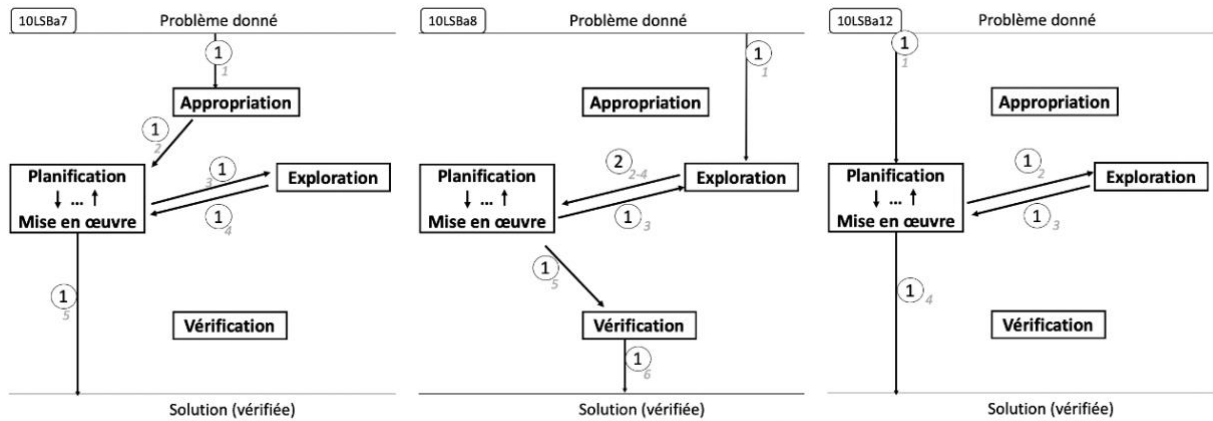 10LSBa7
Problème donné
1
1
Appropriation
1
2
Planification
↓ ... ↑
Mise en œuvre
1
3
Exploration
1
4
1
5
Vérification
Solution (vérifiée)
10LSBa8
Problème donné
1
1
Appropriation
Planification
↓ ... ↑
Mise en œuvre
2
2-4
Exploration
1
3
1
5
Vérification
1
6
Solution (vérifiée)
10LSBa12
Problème donné
1
1
Appropriation
Planification
↓ ... ↑
Mise en œuvre
1
2
Exploration
1
3
1
4
Vérification
Solution (vérifiée)